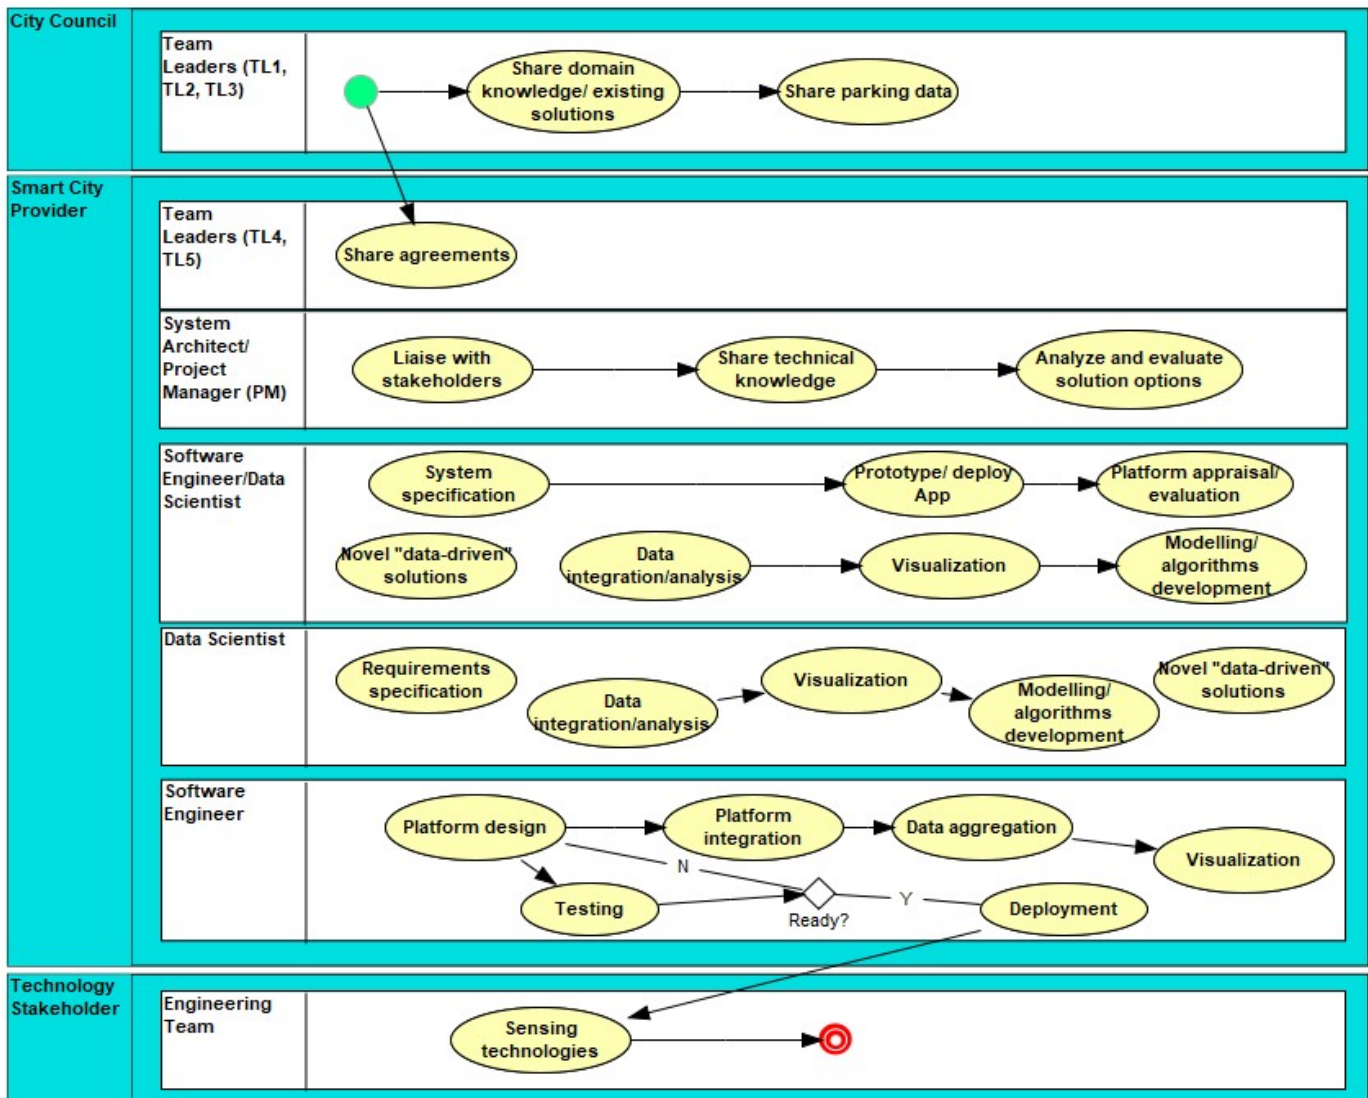 City Council
Team
Leaders (TL1,
TL2, TL3)
Share domain
knowledge/ existing
solutions
Share parking data
Smart City
Provider
Team
Leaders (TL4,
TL5)
Share agreements
System
Architect/
Project
Manager (PM)
Liaise with
stakeholders
Share technical
knowledge
Analyze and evaluate
solution options
Software
Engineer/Data
Scientist
System
specification
Prototype/ deploy
App
Platform appraisal/
evaluation
Novel "data-driven"
solutions
Data
integration/analysis
Visualization
Modelling/
algorithms
development
Data Scientist
Requirements
specification
Data
integration/analysis
Visualization
Modelling/
algorithms
development
Novel "data-driven"
solutions
Software
Engineer
Platform design
Platform
integration
Data aggregation
Visualization
N
Testing
Ready?
Y
Deployment
Technology
Stakeholder
Engineering
Team
Sensing
technologies